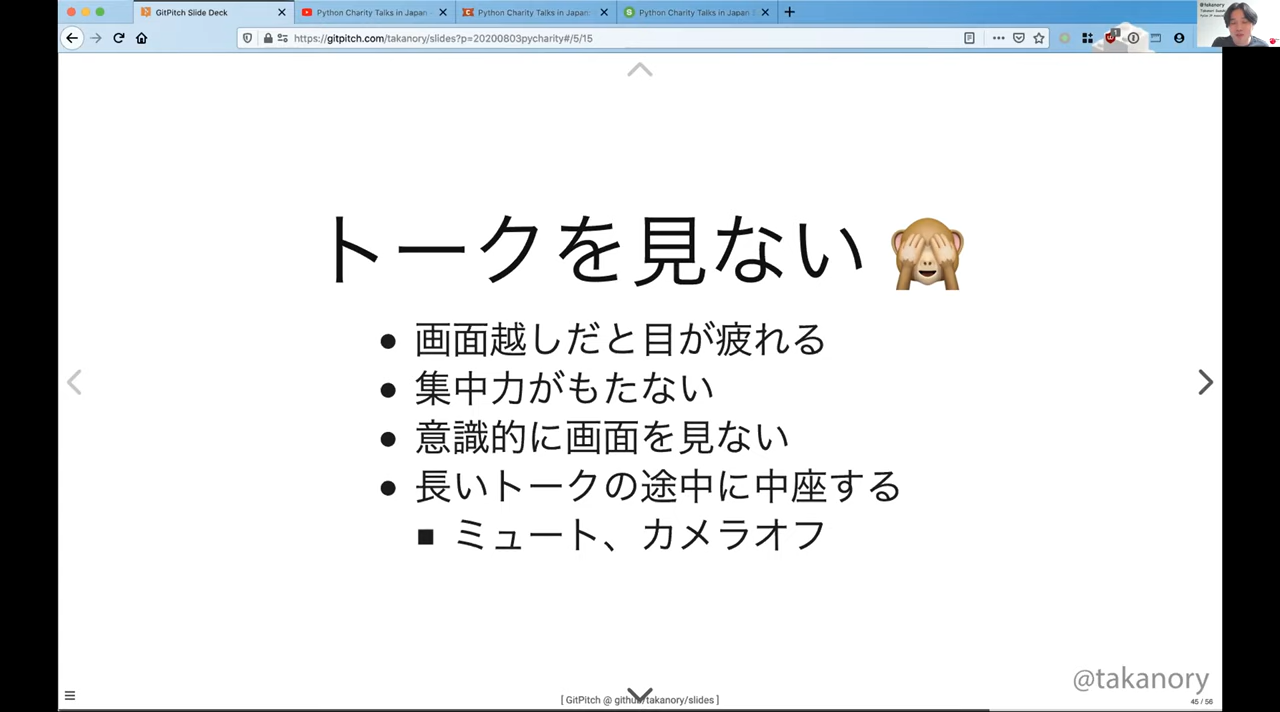 GitPitch Slide Deck
Python Charity Talks in Japan -
Python Charity Talks in Japan:
Python Charity Talks in Japan
https://gitpitch.com/takanory/slides?p=20200803pycharity#/5/15
トークを見ない 🙈
● 画面越しだと目が疲れる
● 集中力がもたない
● 意識的に画面を見ない
● 長いトークの途中に中座する
■ ミュート、カメラオフ
@takanory
[ GitPitch @ github/takanory/slides ]
45 / 56